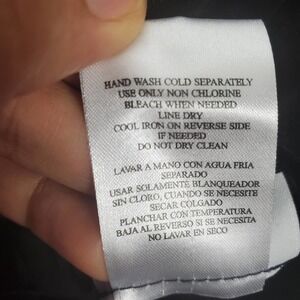 HAND WASH COLD SEPARATELY
USE ONLY NON CHLORINE
BLEACH WHEN NEEDED
LINE DRY
COOL IRON ON REVERSE SIDE
IF NEEDED
DO NOT DRY CLEAN
LAVAR A MANO CON AGUA FRIA
SEPARADO
USAR SOLAMENTE BLANQUEADOR
SIN CLORO, CUANDO SE NECESITE
SECAR COLGADO
PLANCHAR CON TEMPERATURA
BAJA AL REVERSO SI SE NECESITA
NO LAVAR EN SECO